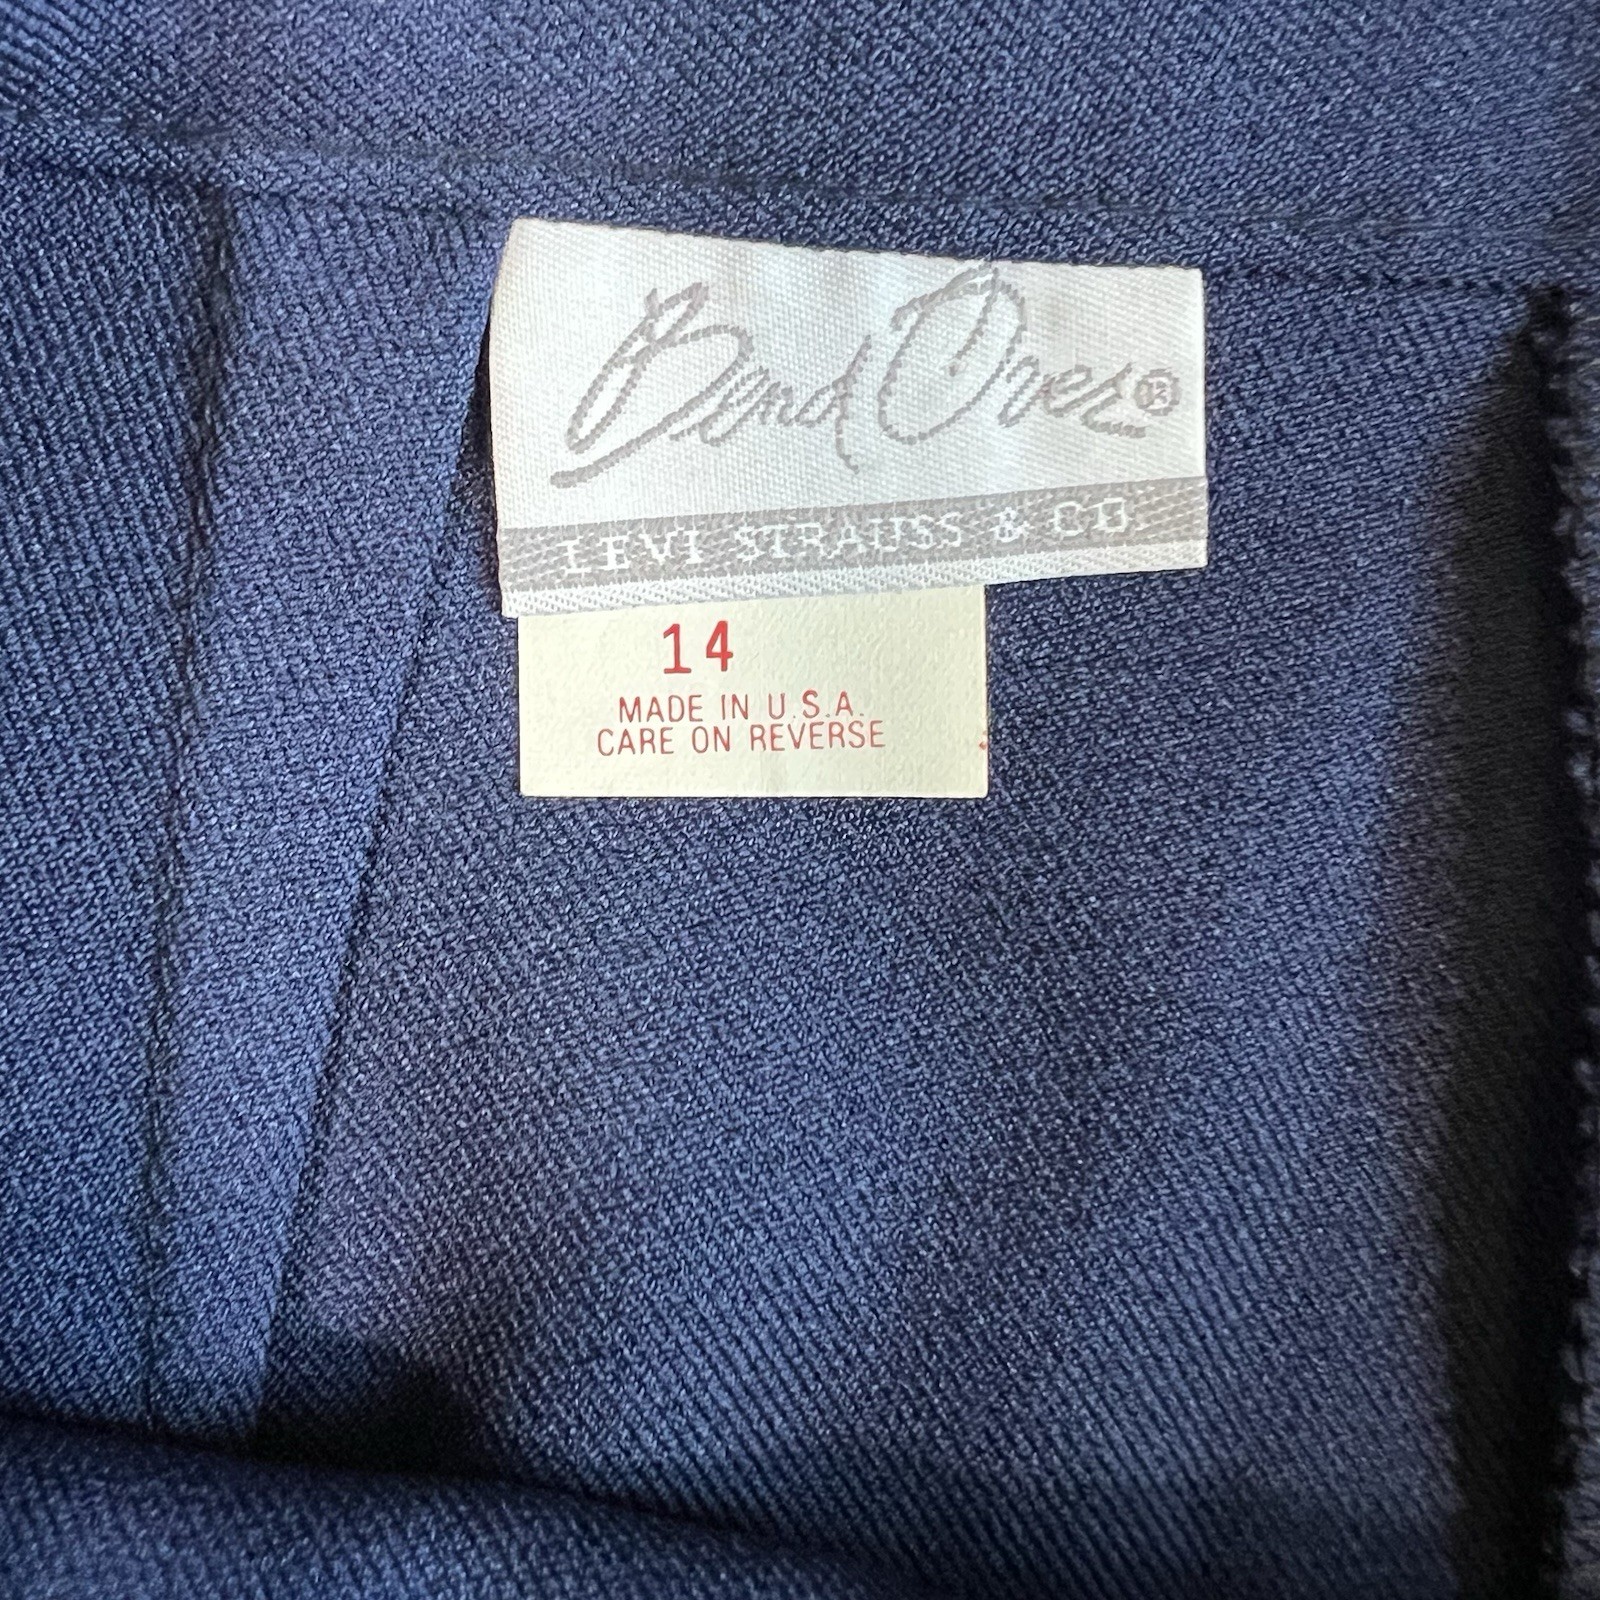 Bend Over®
LEVI STRAUSS & CO.
14
MADE IN U.S.A.
CARE ON REVERSE